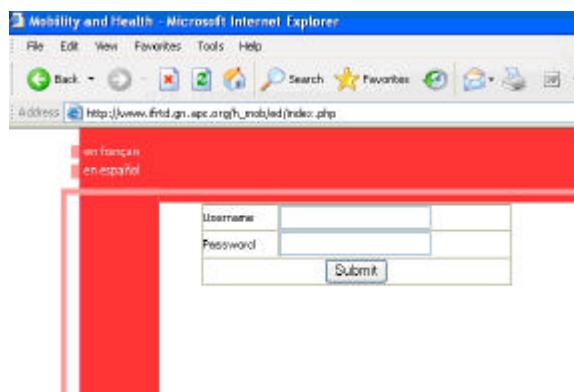 Mobility and Health - Microsoft Internet Explorer
File Edit View Favorites Tools Help
Back Search Favorites
Address http://www.ifrtd.gn.apc.org/h_mob/ed/index.php
en français
en español
Username
Password
Submit